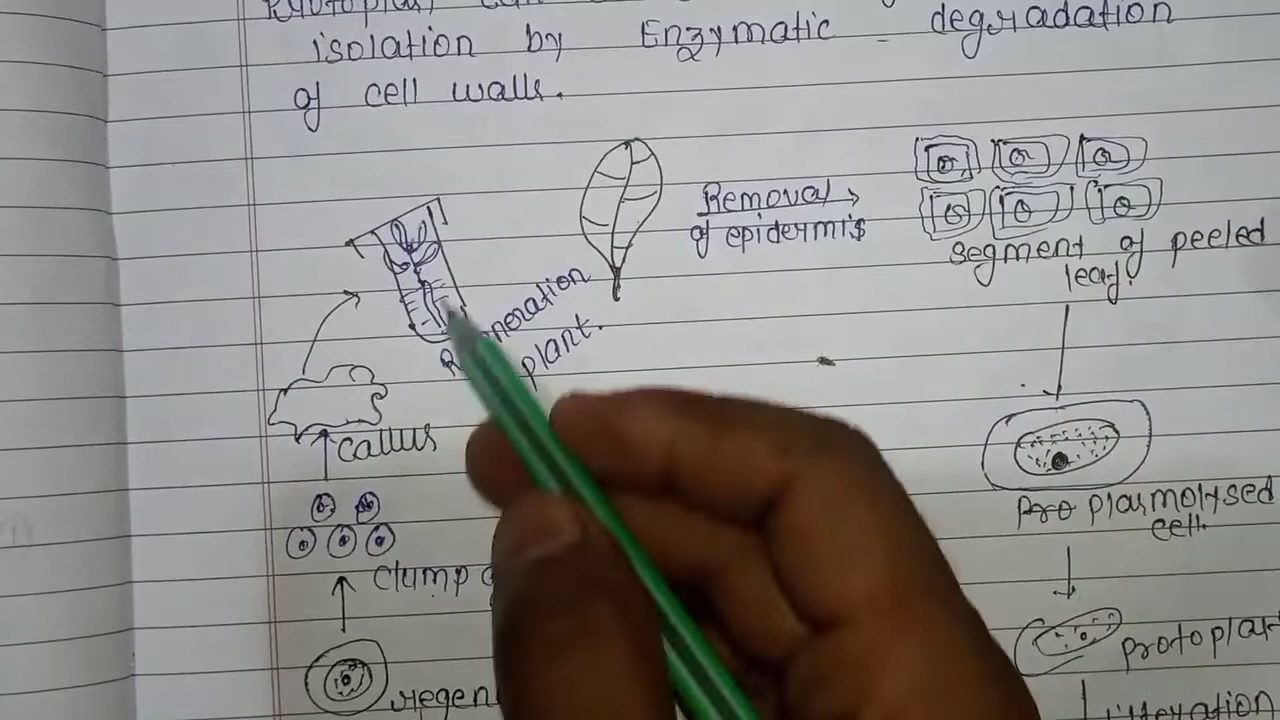 isolation by Enzymatic - degradation
of cell walls.
Removal
of epidermis
segment of peeled
leaf.
Regeneration
plant.
callus
Pro plasmolysed
cell.
clump
protoplast
regen